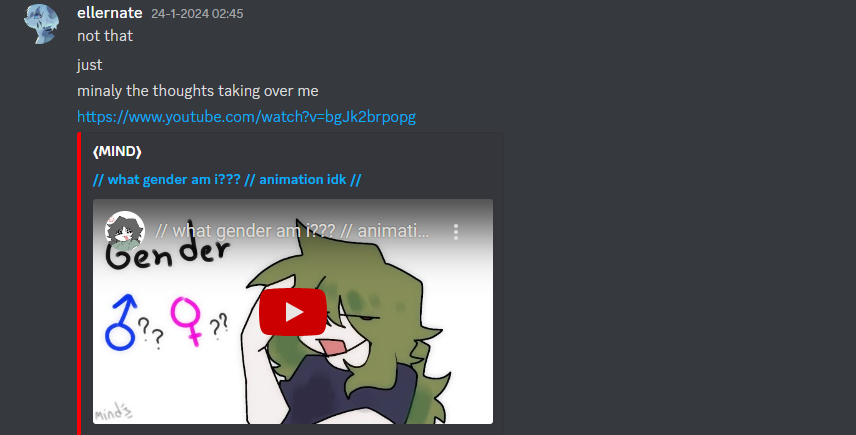 ellernate 24-1-2024 02:45
not that
just
minaly the thoughts taking over me
https://www.youtube.com/watch?v=bgJk2brpopg
❬MIND❭
// what gender am i??? // animation idk //
// what gender am i??? // animati...
Gender
♂?? ♀??
mind's